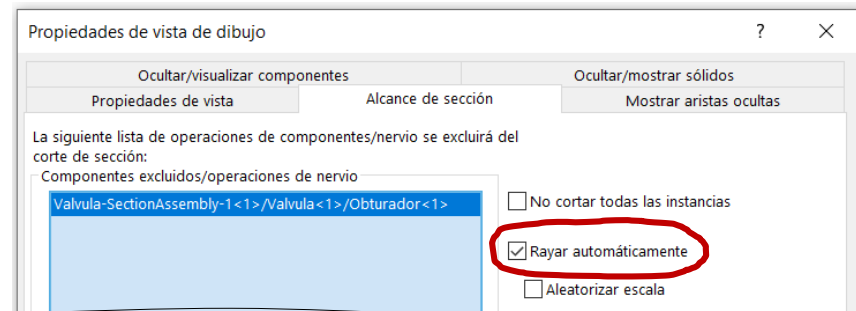 Propiedades de vista de dibujo ? ×
Ocultar/visualizar componentes Ocultar/mostrar sólidos
Propiedades de vista Alcance de sección Mostrar aristas ocultas
La siguiente lista de operaciones de componentes/nervio se excluirá del
corte de sección:
Componentes excluidos/operaciones de nervio
Valvula-SectionAssembly-1<1>/Valvula<1>/Obturador<1>
No cortar todas las instancias
Rayar automáticamente
Aleatorizar escala